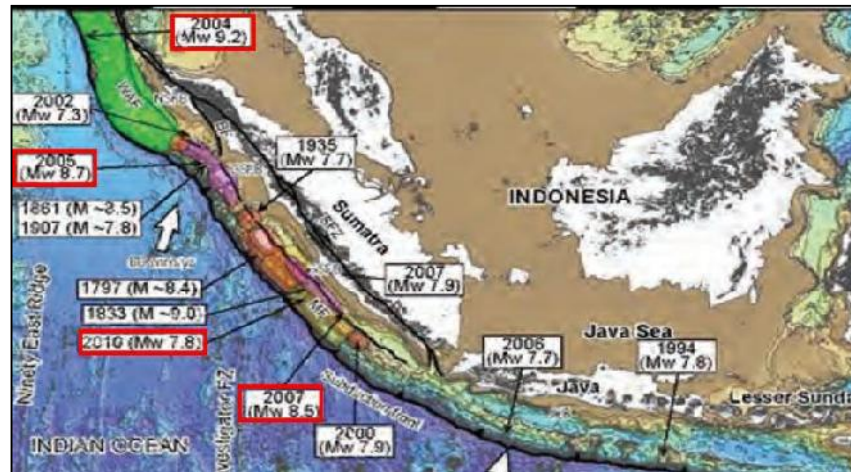 2004
(Mw 9.2)
2002
(Mw 7.3)
2005
(Mw 8.7)
1935
(Mw 7.7)
1861 (M ~8.5)
1907 (M ~7.8)
INDONESIA
Sumatra
SFZ
2007
(Mw 7.9)
1797 (M ~8.4)
1833 (M ~9.0)
2010 (Mw 7.8)
2007
(Mw 8.5)
2000
(Mw 7.9)
2006
(Mw 7.7)
1994
(Mw 7.8)
Java Sea
Java
Lesser Sunda
Ninety East Ridge
Subduction front
INDIAN OCEAN